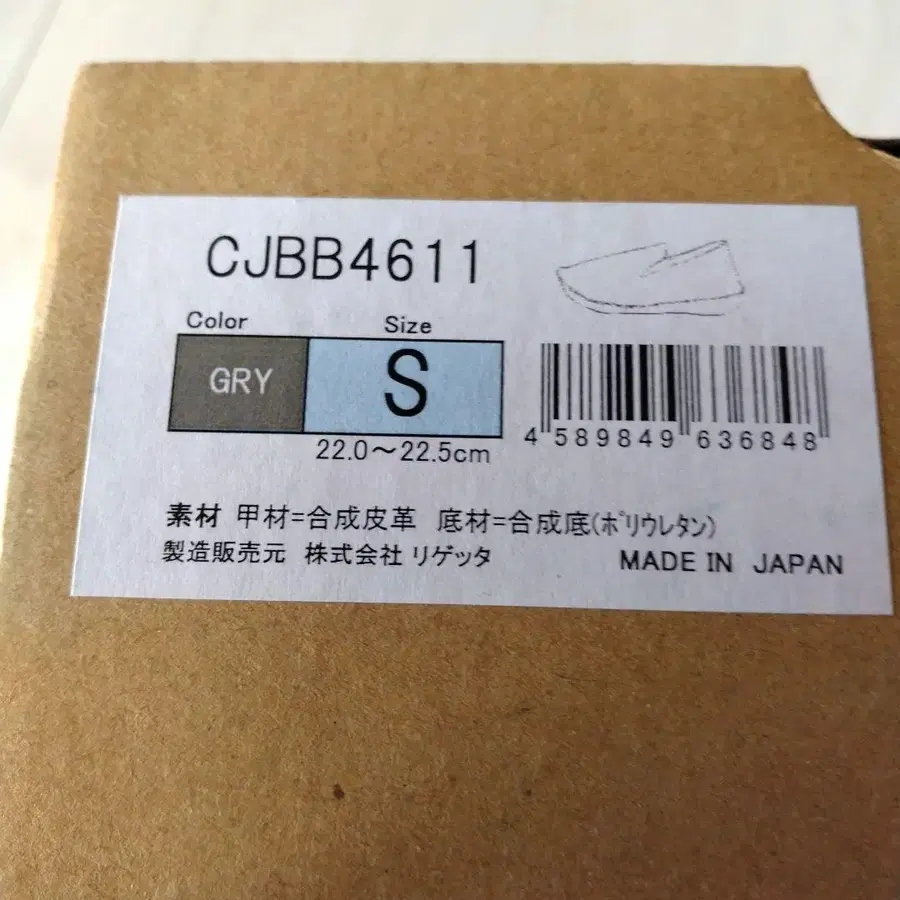 CJBB4611
Color Size
GRY S
22.0～22.5cm
4 589849 636848
素材 甲材=合成皮革 底材=合成底(ﾎﾟﾘｳﾚﾀﾝ)
製造販売元 株式会社 リゲッタ MADE IN JAPAN